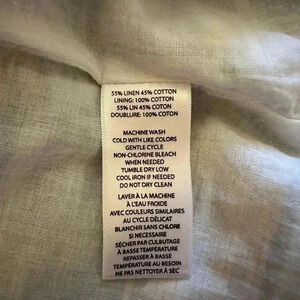 55% LINEN 45% COTTON
LINING: 100% COTTON
55% LIN 45% COTON
DOUBLURE: 100% COTON
MACHINE WASH
COLD WITH LIKE COLORS
GENTLE CYCLE
NON-CHLORINE BLEACH
WHEN NEEDED
TUMBLE DRY LOW
COOL IRON IF NEEDED
DO NOT DRY CLEAN
LAVER À LA MACHINE
À L'EAU FROIDE
AVEC COULEURS SIMILAIRES
AU CYCLE DÉLICAT
BLANCHIR SANS CHLORE
SI NECESSAIRE
SÉCHER PAR CULBUTAGE
À BASSE TEMPÉRATURE
REPASSER À BASSE
TEMPÉRATURE AU BESOIN
NE PAS NETTOYER À SEC